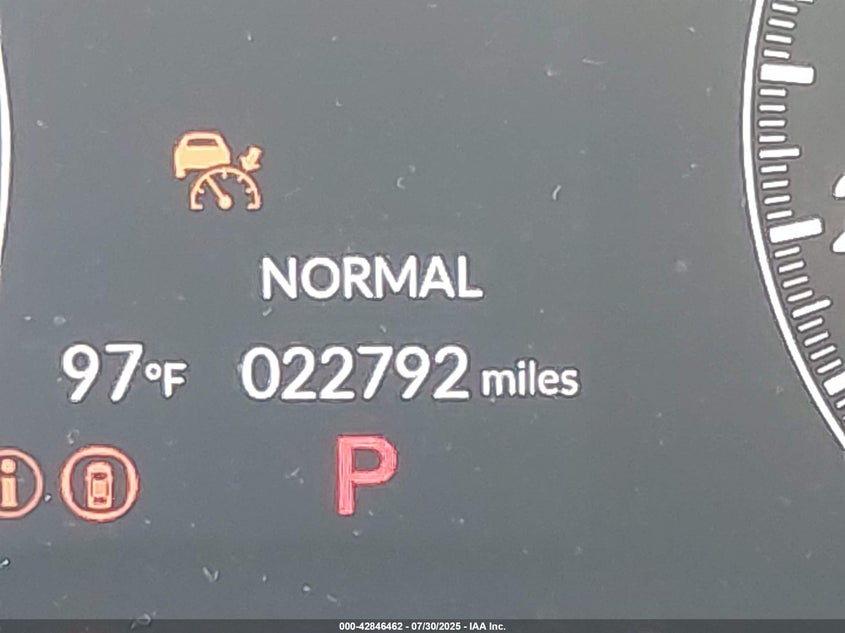 NORMAL
97°F 022792 miles
P
000-42846462 - 07/30/2025 - IAA Inc.